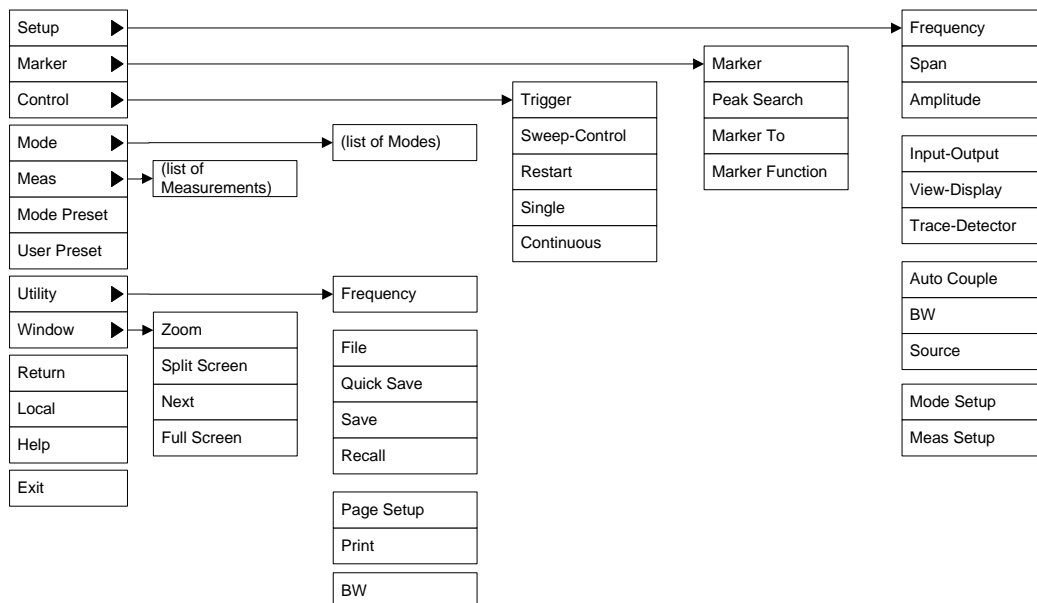 Setup
Marker
Control
Mode
Meas
Mode Preset
User Preset
Utility
Window
Return
Local
Help
Exit
(list of
Measurements)
Zoom
Split Screen
Next
Full Screen
(list of Modes)
Frequency
File
Quick Save
Save
Recall
Page Setup
Print
BW
Trigger
Sweep-Control
Restart
Single
Continuous
Marker
Peak Search
Marker To
Marker Function
Frequency
Span
Amplitude
Input-Output
View-Display
Trace-Detector
Auto Couple
BW
Source
Mode Setup
Meas Setup